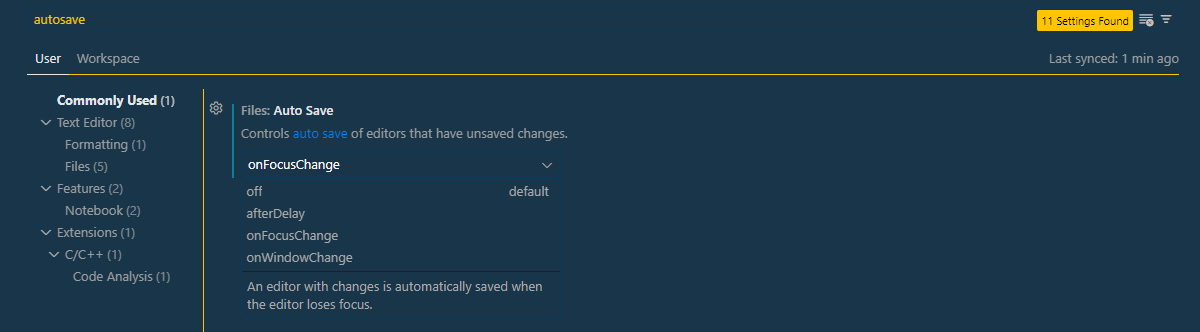 autosave
11 Settings Found
User Workspace
Last synced: 1 min ago
Commonly Used (1)
Text Editor (8)
Formatting (1)
Files (5)
Features (2)
Notebook (2)
Extensions (1)
C/C++ (1)
Code Analysis (1)
Files: Auto Save
Controls auto save of editors that have unsaved changes.
onFocusChange
off default
afterDelay
onFocusChange
onWindowChange
An editor with changes is automatically saved when
the editor loses focus.